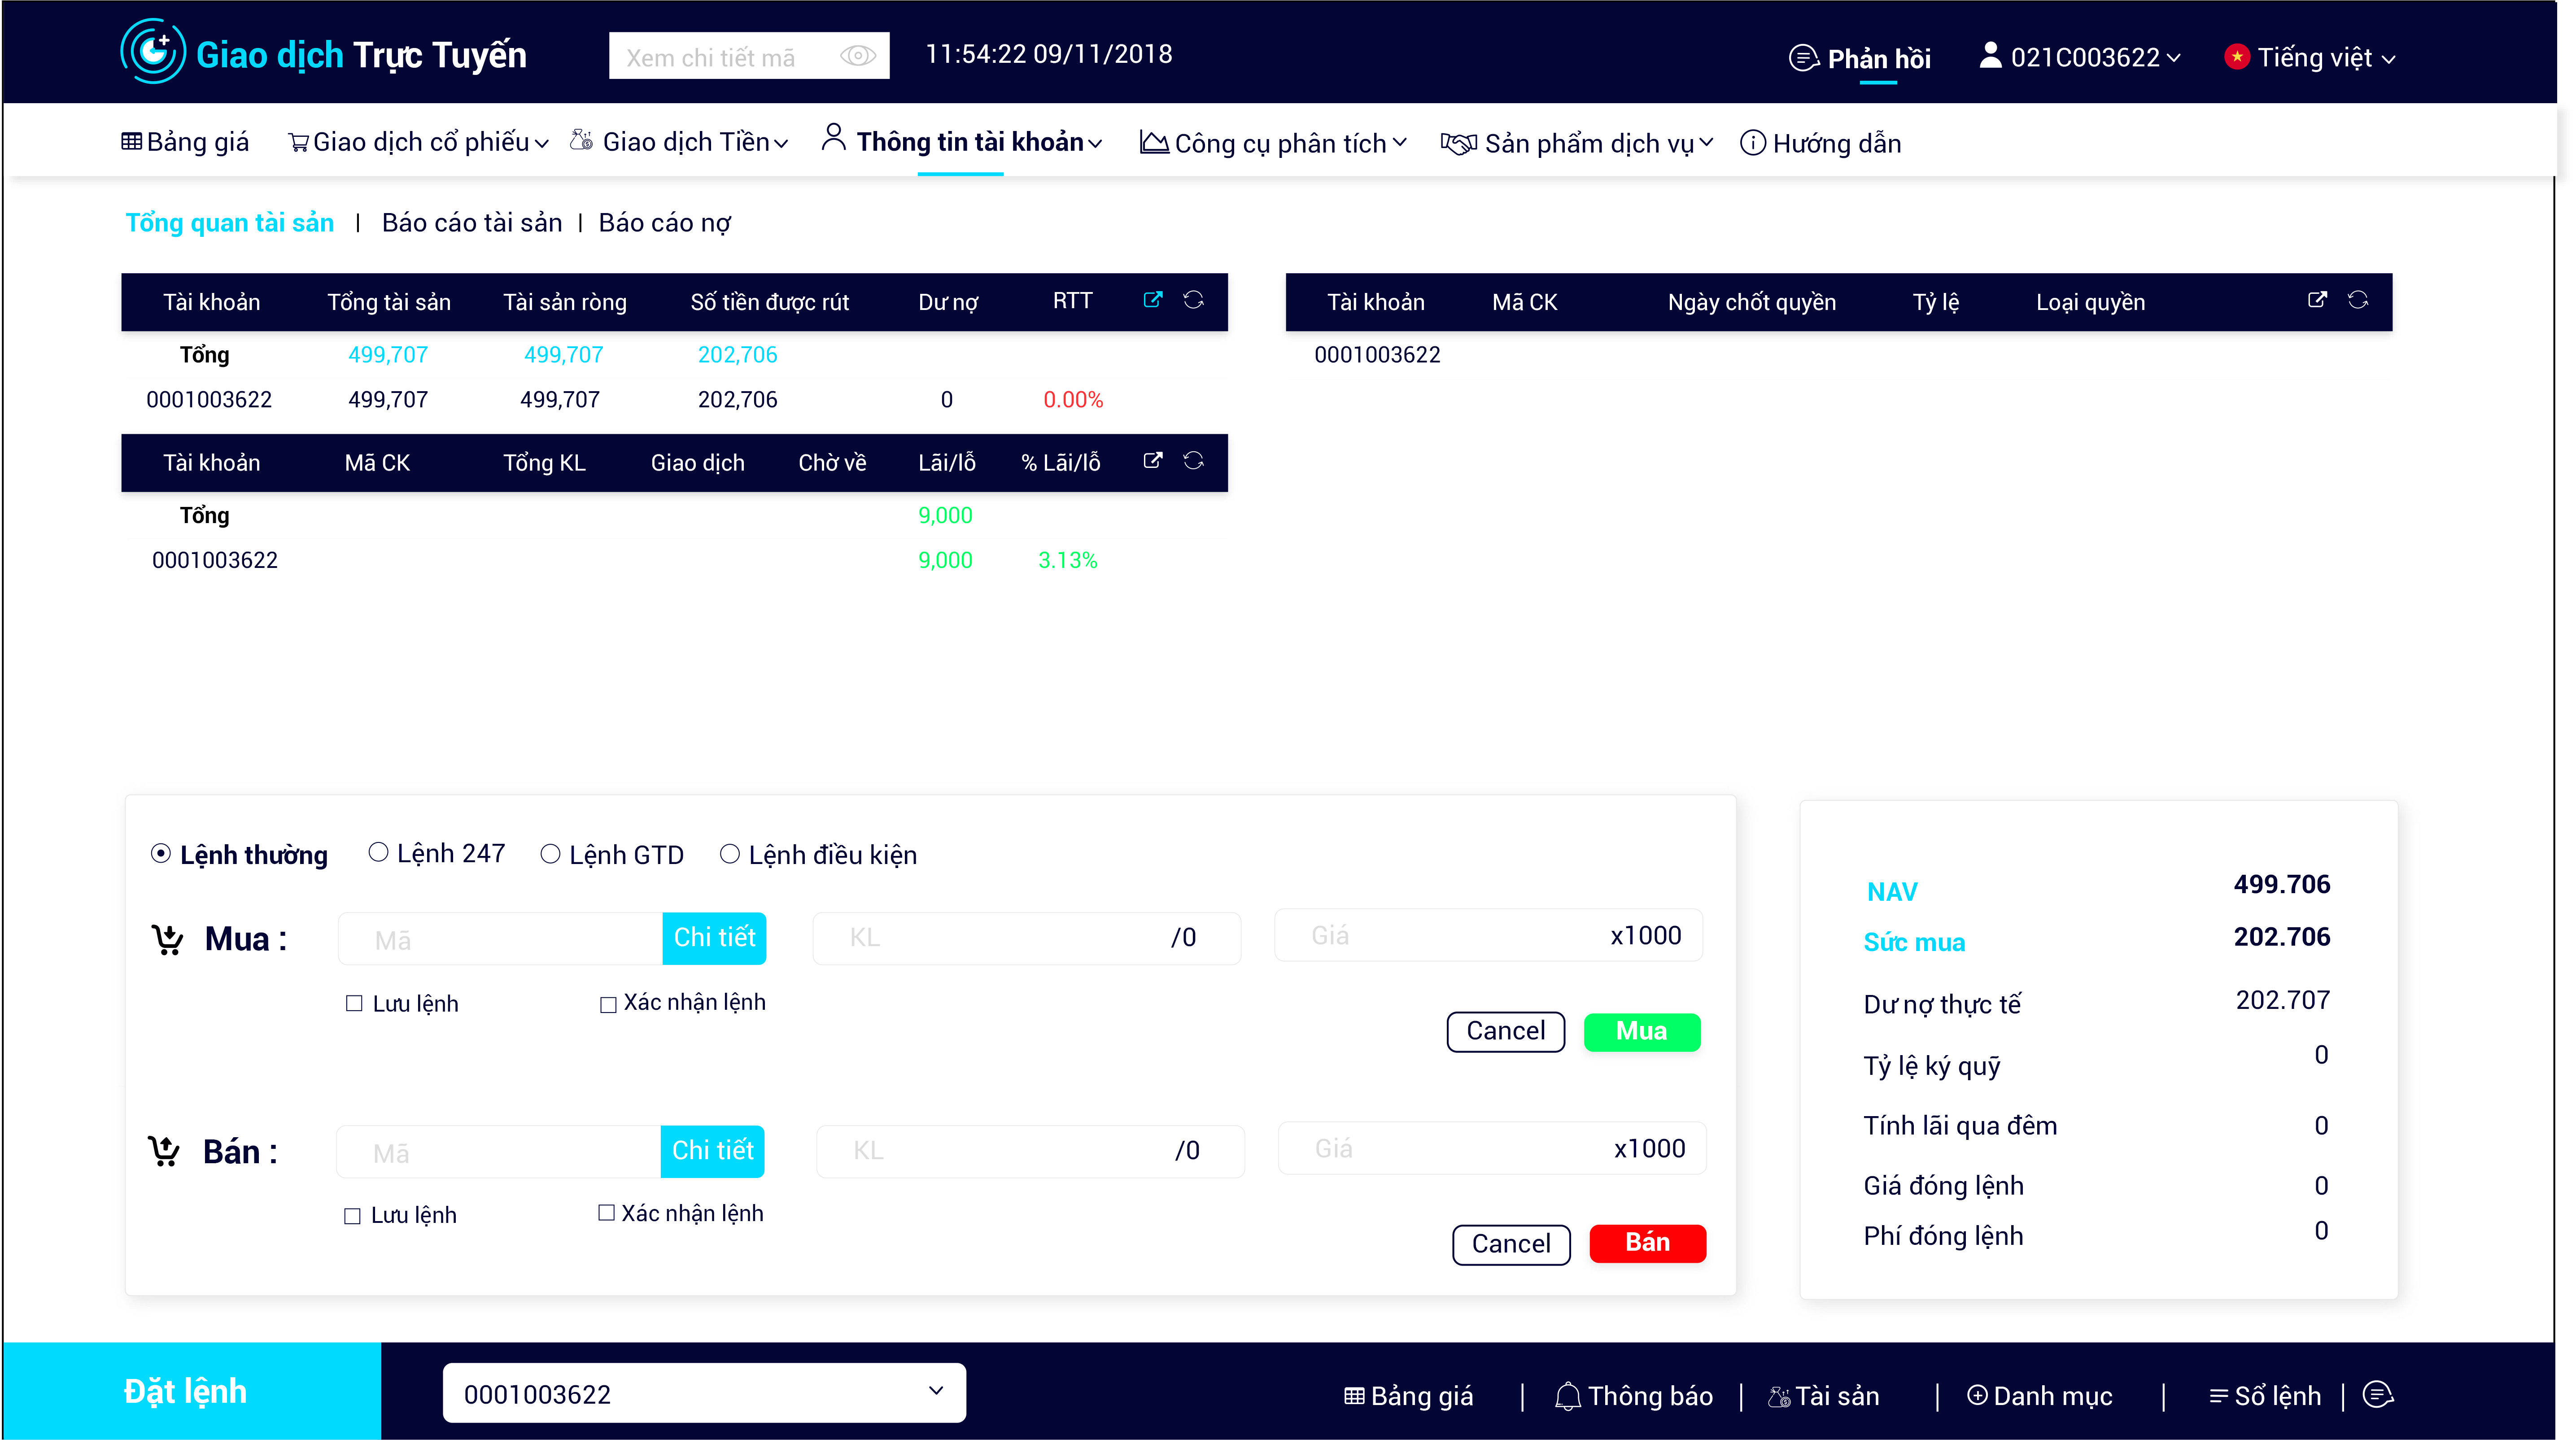 Giao dịch Trực Tuyến Xem chi tiết mã 11:54:22 09/11/2018 Phản hồi 021C003622 Tiếng việt
Bảng giá Giao dịch cổ phiếu Giao dịch Tiền Thông tin tài khoản Công cụ phân tích Sản phẩm dịch vụ Hướng dẫn
Tổng quan tài sản | Báo cáo tài sản | Báo cáo nợ
Tài khoản Tổng tài sản Tài sản ròng Số tiền được rút Dư nợ RTT
Tổng 499,707 499,707 202,706
0001003622 499,707 499,707 202,706 0 0.00%
Tài khoản Mã CK Tổng KL Giao dịch Chờ về Lãi/lỗ % Lãi/lỗ
Tổng 9,000
0001003622 9,000 3.13%
Tài khoản Mã CK Ngày chốt quyền Tỷ lệ Loại quyền
0001003622
Lệnh thường Lệnh 247 Lệnh GTD Lệnh điều kiện
Mua : Mã Chi tiết KL /0 Giá x1000
Lưu lệnh Xác nhận lệnh
Cancel Mua
Bán : Mã Chi tiết KL /0 Giá x1000
Lưu lệnh Xác nhận lệnh
Cancel Bán
NAV 499.706
Sức mua 202.706
Dư nợ thực tế 202.707
Tỷ lệ ký quỹ 0
Tính lãi qua đêm 0
Giá đóng lệnh 0
Phí đóng lệnh 0
Đặt lệnh 0001003622 Bảng giá | Thông báo | Tài sản | Danh mục | Sổ lệnh |